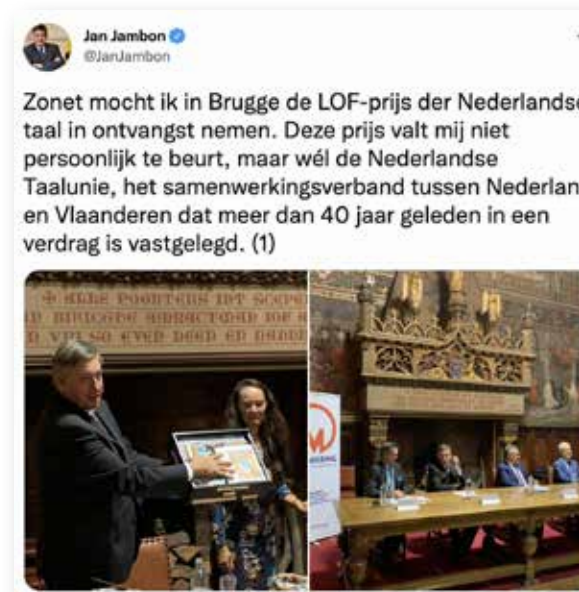 Jan Jambon
@JanJambon
Zonet mocht ik in Brugge de LOF-prijs der Nederlandse
taal in ontvangst nemen. Deze prijs valt mij niet
persoonlijk te beurt, maar wél de Nederlandse
Taalunie, het samenwerkingsverband tussen Nederlan
en Vlaanderen dat meer dan 40 jaar geleden in een
verdrag is vastgelegd. (1)